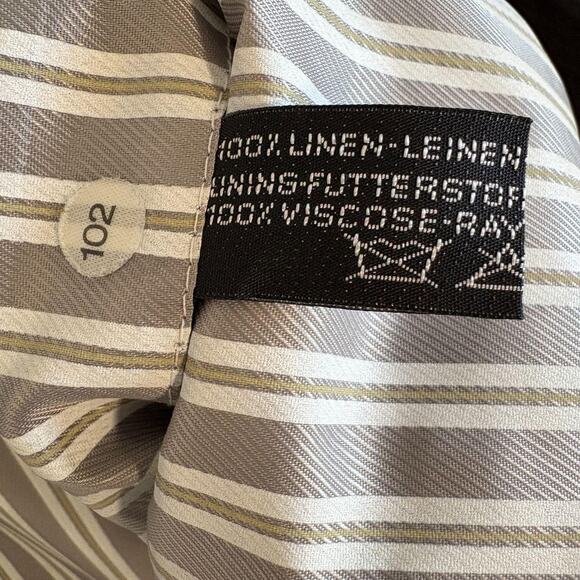 100% LINEN-LEINEN
LINING-FUTTERSTOF
100% VISCOSE-RAY
102